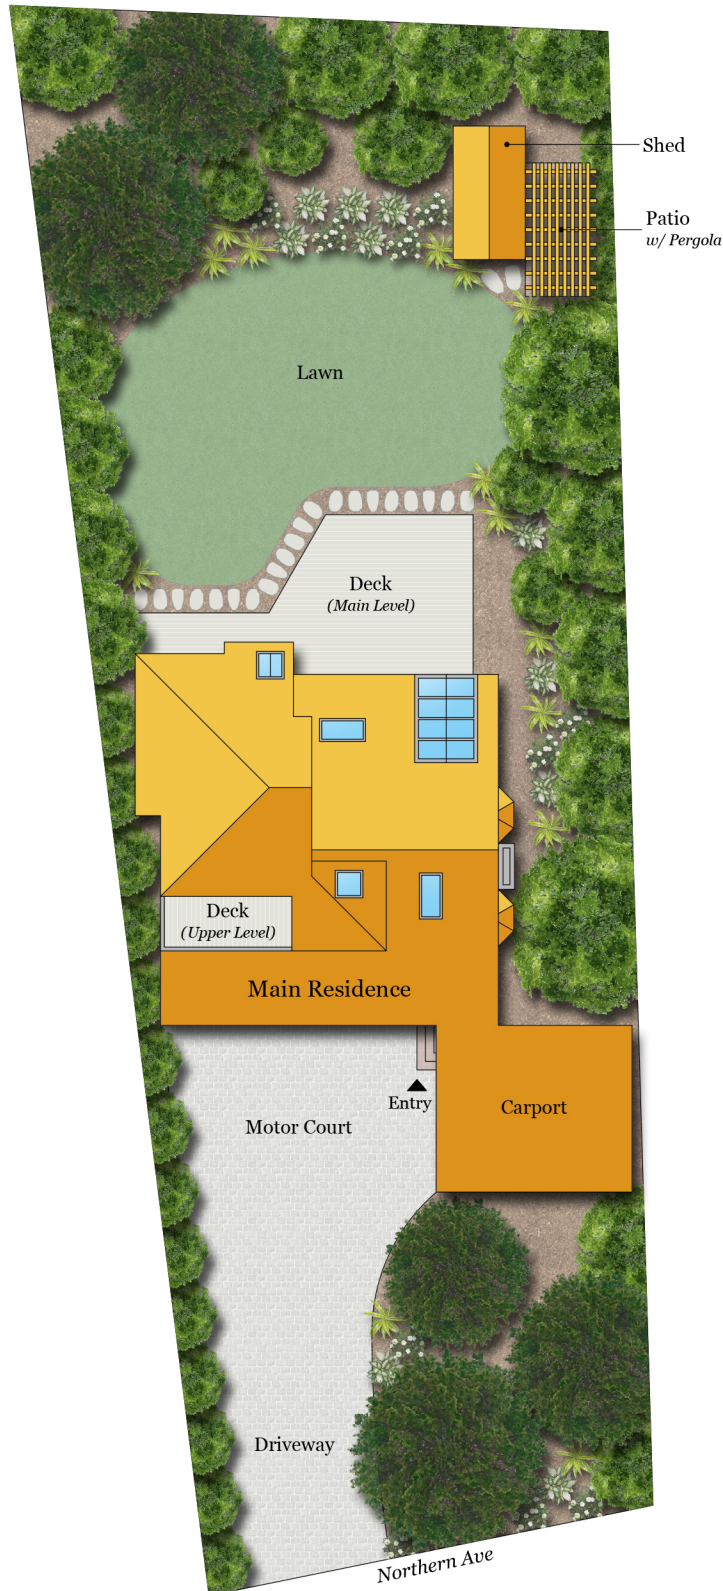 Shed
Patio
w/ Pergola
Lawn
Deck
(Main Level)
Deck
(Upper Level)
Main Residence
Entry
Carport
Motor Court
Driveway
Northern Ave